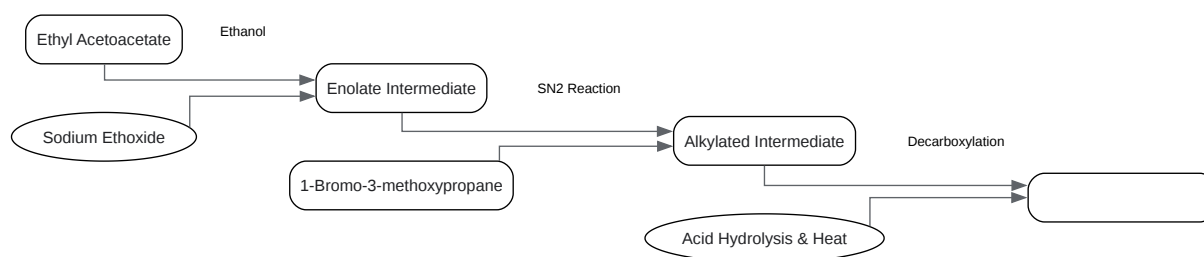 Ethyl Acetoacetate
Ethanol
Sodium Ethoxide
Enolate Intermediate
SN2 Reaction
1-Bromo-3-methoxypropane
Alkylated Intermediate
Decarboxylation
Acid Hydrolysis & Heat